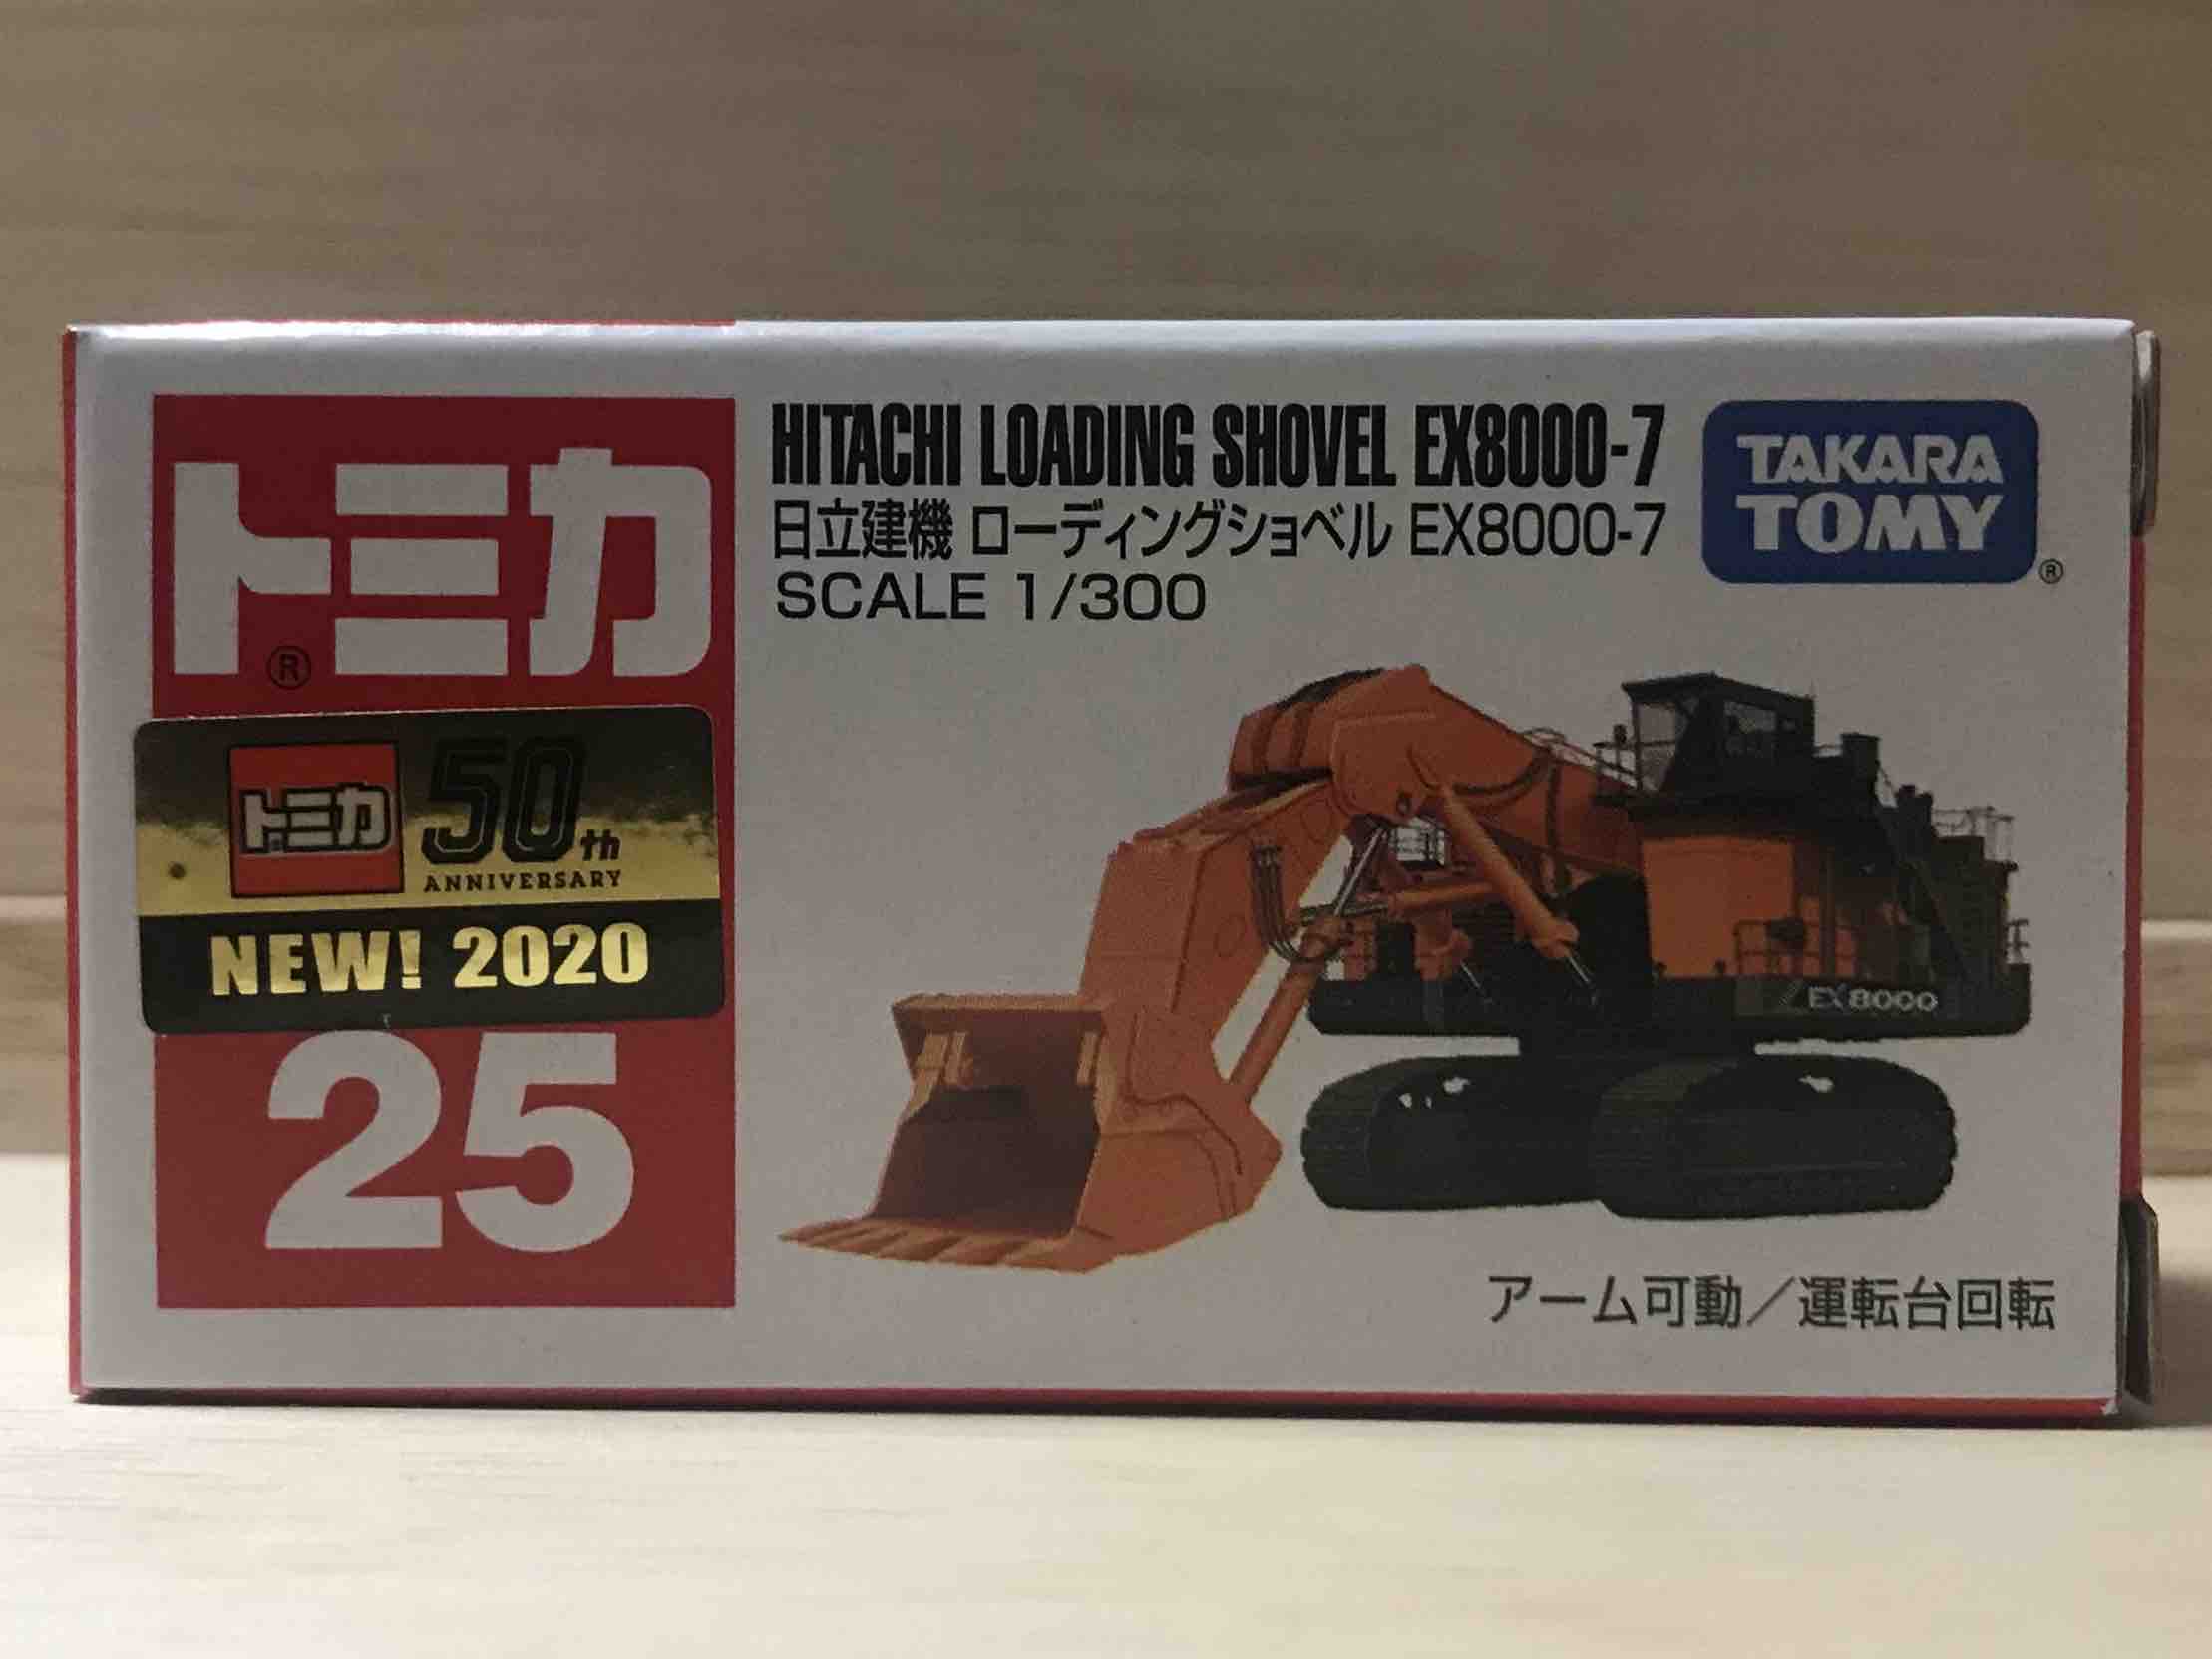 トミカ
®
トミカ 50th
ANNIVERSARY
NEW! 2020
25
HITACHI LOADING SHOVEL EX8000-7
日立建機 ローディングショベル EX8000-7
SCALE 1/300
TAKARA
TOMY
®
EX8000
アーム可動／運転台回転